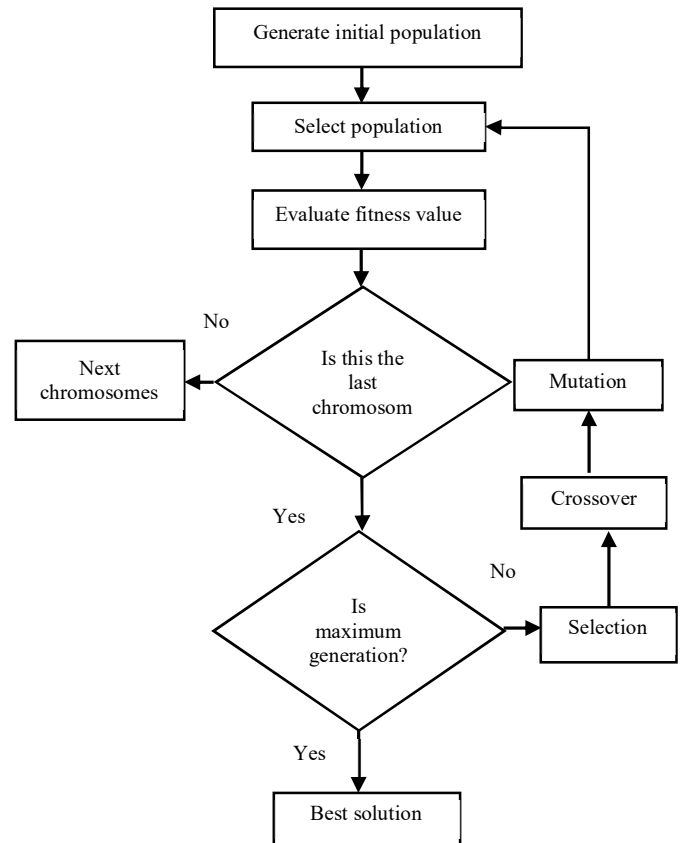 Generate initial population
Select population
Evaluate fitness value
No
Is this the
last
chromosom
Next
chromosomes
Mutation
Crossover
Yes
No
Is
maximum
generation?
Selection
Yes
Best solution